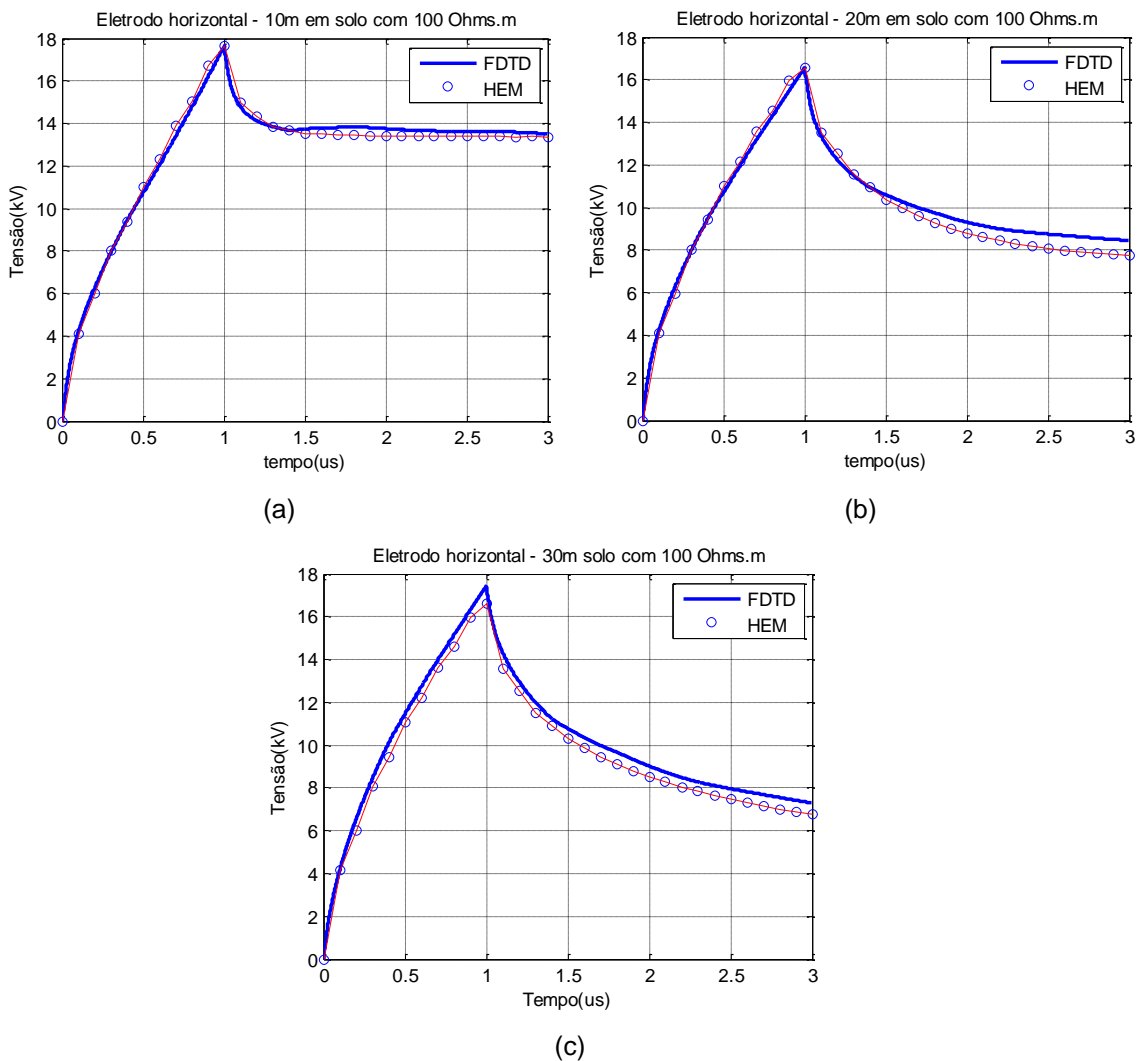 Eletrodo horizontal - 10m em solo com 100 Ohms.m
18
16
14
12
10
8
6
4
2
0
Tensão(kV)
FDTD
HEM
0 0.5 1 1.5 2 2.5 3
tempo(us)
(a)
Eletrodo horizontal - 20m em solo com 100 Ohms.m
18
16
14
12
10
8
6
4
2
0
Tensão(kV)
FDTD
HEM
0 0.5 1 1.5 2 2.5 3
tempo(us)
(b)
Eletrodo horizontal - 30m solo com 100 Ohms.m
18
16
14
12
10
8
6
4
2
0
Tensão(kV)
FDTD
HEM
0 0.5 1 1.5 2 2.5 3
Tempo(us)
(c)